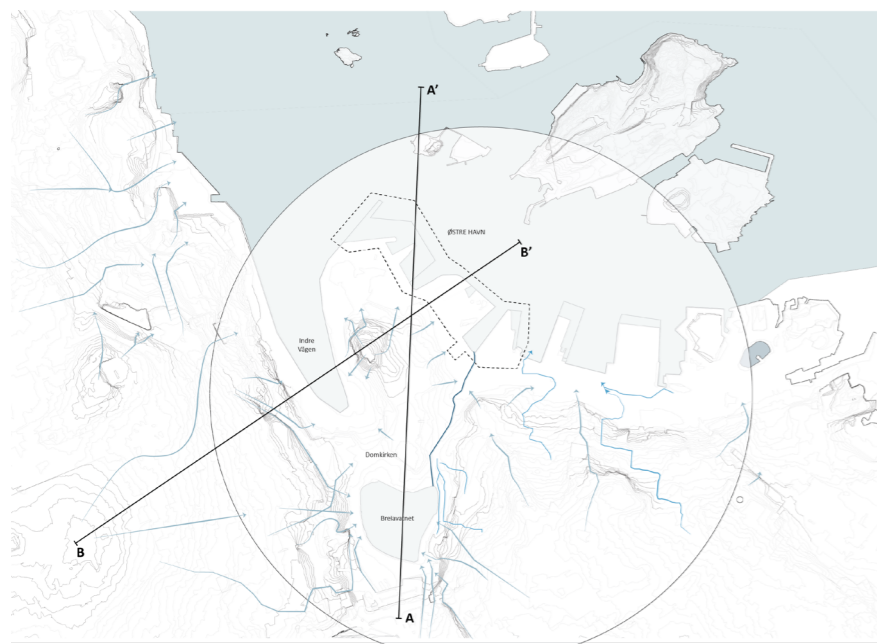 A'
ØSTRE HAVN
B'
Indre
Vågen
Domkirken
Breiavatnet
B
A